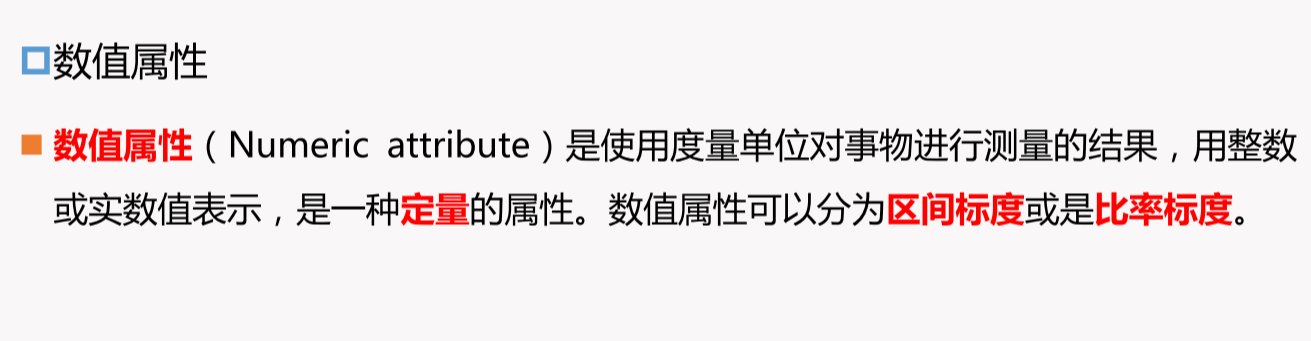 数值属性
数值属性（Numeric attribute）是使用度量单位对事物进行测量的结果，用整数
或实数值表示，是一种定量的属性。数值属性可以分为区间标度或是比率标度。